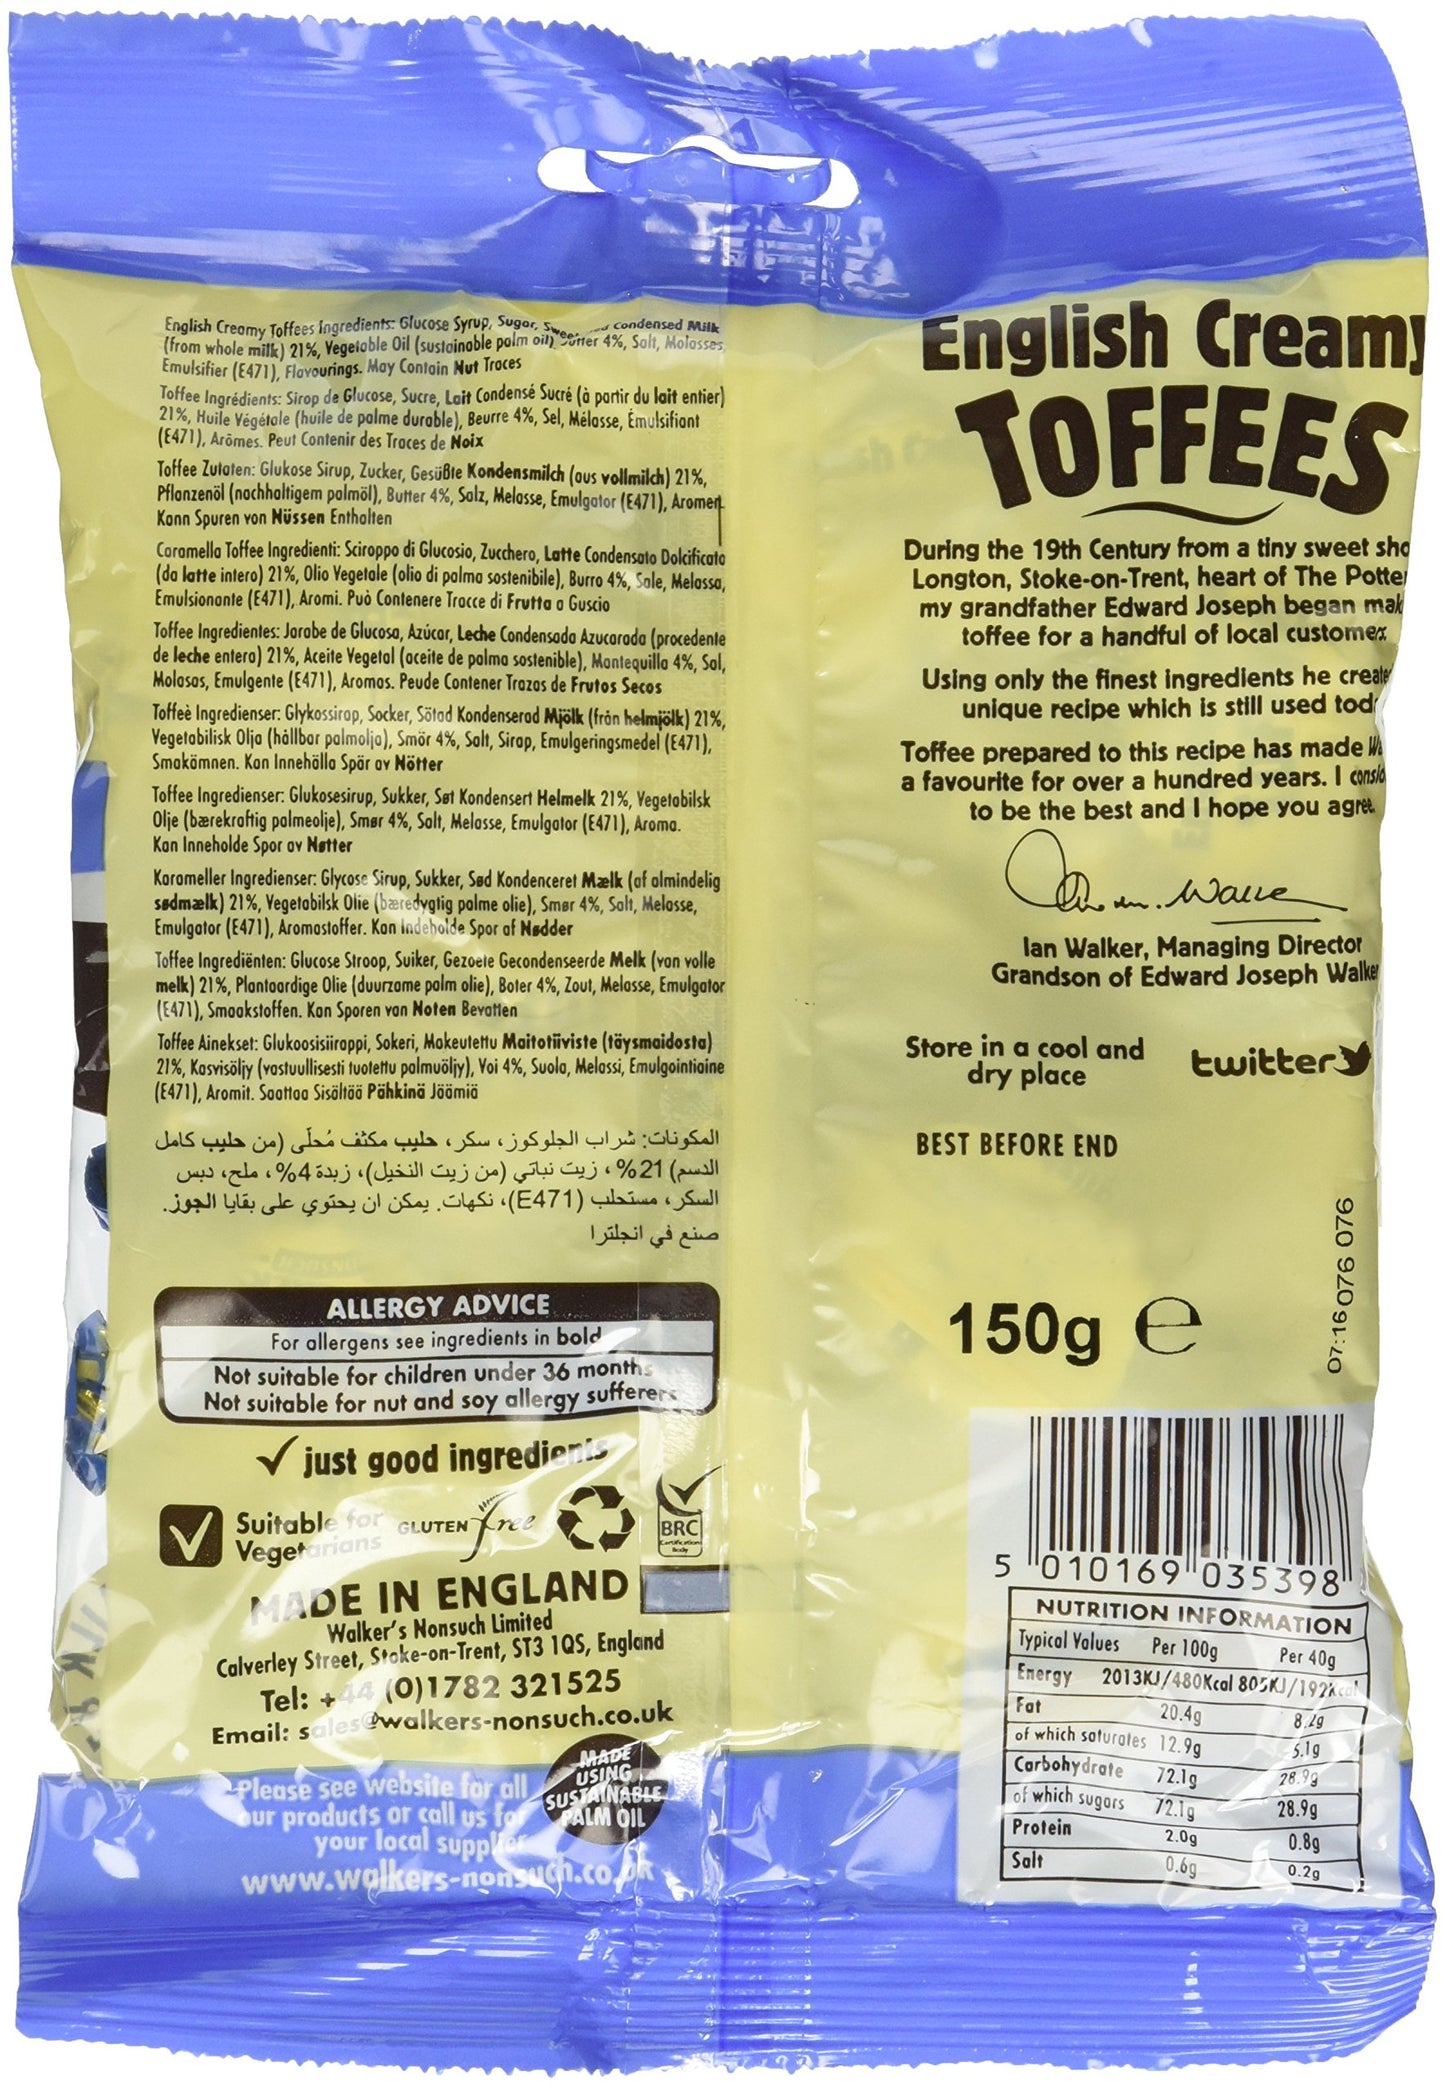 English Creamy Toffees Ingredients: Glucose Syrup, Sugar, Condensed Milk
(from whole milk) 21%, Vegetable Oil (sustainable palm oil), Butter 4%, Salt, Molasses,
Emulsifier (E471), Flavourings. May Contain Nut Traces
Toffee Ingrédients: Sirop de Glucose, Sucre, Lait Condensé Sucré (à partir du lait entier)
21%, Huile Végétale (huile de palme durable), Beurre 4%, Sel, Mélasse, Émulsifiant
(E471), Arômes. Peut Contenir des Traces de Noix
Toffee Zutaten: Glukose Sirup, Zucker, Gesüßte Kondensmilch (aus vollmilch) 21%,
Pflanzenöl (nachhaltigem palmöl), Butter 4%, Salz, Melasse, Emulgator (E471), Aromen.
Kann Spuren von Nüssen Enthalten
Caramella Toffee Ingredienti: Sciroppo di Glucosio, Zucchero, Latte Condensato Dolcificato
(da latte intero) 21%, Olio Vegetale (olio di palma sostenibile), Burro 4%, Sale, Melassa,
Emulsionante (E471), Aromi. Può Contenere Tracce di Frutta a Guscio
Toffee Ingredientes: Jarabe de Glucosa, Azúcar, Leche Condensada Azucarada (procedente
de leche entera) 21%, Aceite Vegetal (aceite de palma sostenible), Mantequilla 4%, Sal,
Molasas, Emulgente (E471), Aromas. Peude Contener Trazas de Frutos Secos
Toffeè Ingredienser: Glykossirap, Socker, Sötad Kondenserad Mjölk (från helmjölk) 21%,
Vegetabilisk Olja (hållbar palmolja), Smör 4%, Salt, Sirap, Emulgeringsmedel (E471),
Smakämnen. Kan Innehålla Spår av Nötter
Toffee Ingredienser: Glukosesirup, Sukker, Søt Kondensert Helmelk 21%, Vegetabilsk
Olje (bærekraftig palmeolje), Smør 4%, Salt, Melasse, Emulgator (E471), Aroma.
Kan Inneholde Spor av Nøtter
Karameller Ingredienser: Glycose Sirup, Sukker, Sød Kondenceret Mælk (af almindelig
sødmælk) 21%, Vegetabilsk Olie (bæredygtig palme olie), Smør 4%, Salt, Melasse,
Emulgator (E471), Aromastoffer. Kan Indeholde Spor af Nødder
Toffee Ingrediënten: Glucose Stroop, Suiker, Gezoete Gecondenseerde Melk (van volle
melk) 21%, Plantaardige Olie (duurzame palm olie), Boter 4%, Zout, Melasse, Emulgator
(E471), Smaakstoffen. Kan Sporen van Noten Bevatten
Toffee Ainekset: Glukoosisiirappi, Sokeri, Makeutettu Maitotiiviste (täysmaidosta)
21%, Kasvisöljy (vastuullisesti tuotettu palmuöljy), Voi 4%, Suola, Melassi, Emulgointiaine
(E471), Aromit. Saattaa Sisältää Pähkinä Jäämiä
المكونات: شراب الجلوكوز، سكر، حليب مكثف مُحلّى (من حليب كامل
الدسم) 21%، زيت نباتي (من زيت النخيل)، زبدة 4%، ملح، دبس
السكر، مستحلب (E471)، نكهات. يمكن ان يحتوي على بقايا الجوز.
صنع في انجلترا
ALLERGY ADVICE
For allergens see ingredients in bold
Not suitable for children under 36 months
Not suitable for nut and soy allergy sufferers
just good ingredients
Suitable for
Vegetarians
GLUTEN free
BRC
Certification
Body
MADE IN ENGLAND
Walker's Nonsuch Limited
Calverley Street, Stoke-on-Trent, ST3 1QS, England
Tel: +44 (0)1782 321525
Email: sales@walkers-nonsuch.co.uk
Please see website for all
our products or call us for
your local supplier
www.walkers-nonsuch.co.uk
MADE
USING
SUSTAINABLE
PALM OIL
English Creamy
TOFFEES
During the 19th Century from a tiny sweet
Longton, Stoke-on-Trent, heart of The
my grandfather Edward Joseph began
toffee for a handful of local customers.
Using only the finest ingredients he
unique recipe which is still used
Toffee prepared to this recipe has made
a favourite for over a hundred years. I
to be the best and I hope you agree.
Ian Walker, Managing Director
Grandson of Edward Joseph Walker
Store in a cool and
dry place
twitter
BEST BEFORE END
150g ℮
07:16 076 076
5 010169 035398
NUTRITION INFORMATION
Typical Values Per 100g Per 40g
Energy 2013KJ/480Kcal 805KJ/192Kcal
Fat 20.4g 8.2g
of which saturates 12.9g 5.1g
Carbohydrate 72.1g 28.9g
of which sugars 72.1g 28.9g
Protein 2.0g 0.8g
Salt 0.6g 0.2g